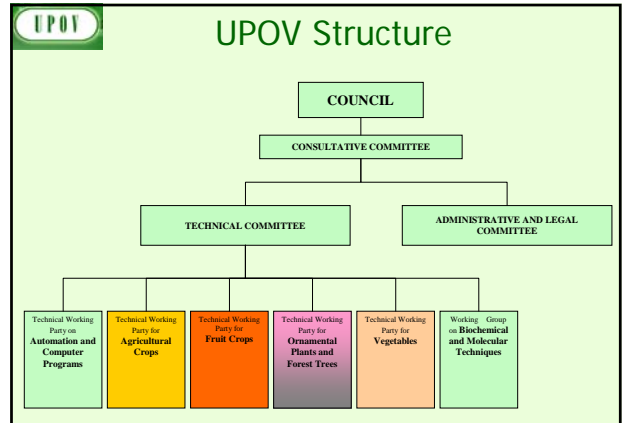 UPOV
UPOV Structure
COUNCIL
CONSULTATIVE COMMITTEE
TECHNICAL COMMITTEE
ADMINISTRATIVE AND LEGAL
COMMITTEE
Technical Working
Party on
Automation and
Computer
Programs
Technical Working
Party for
Agricultural
Crops
Technical Working
Party for
Fruit Crops
Technical Working
Party for
Ornamental
Plants and
Forest Trees
Technical Working
Party for
Vegetables
Working Group
on Biochemical
and Molecular
Techniques